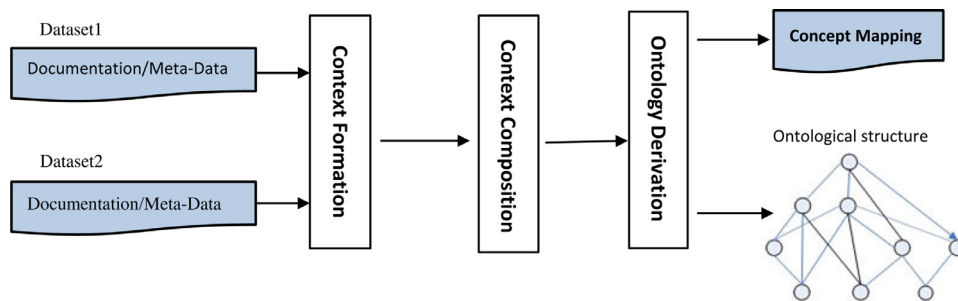 Dataset1
Documentation/Meta-Data
Dataset2
Documentation/Meta-Data
Context Formation
Context Composition
Ontology Derivation
Concept Mapping
Ontological structure